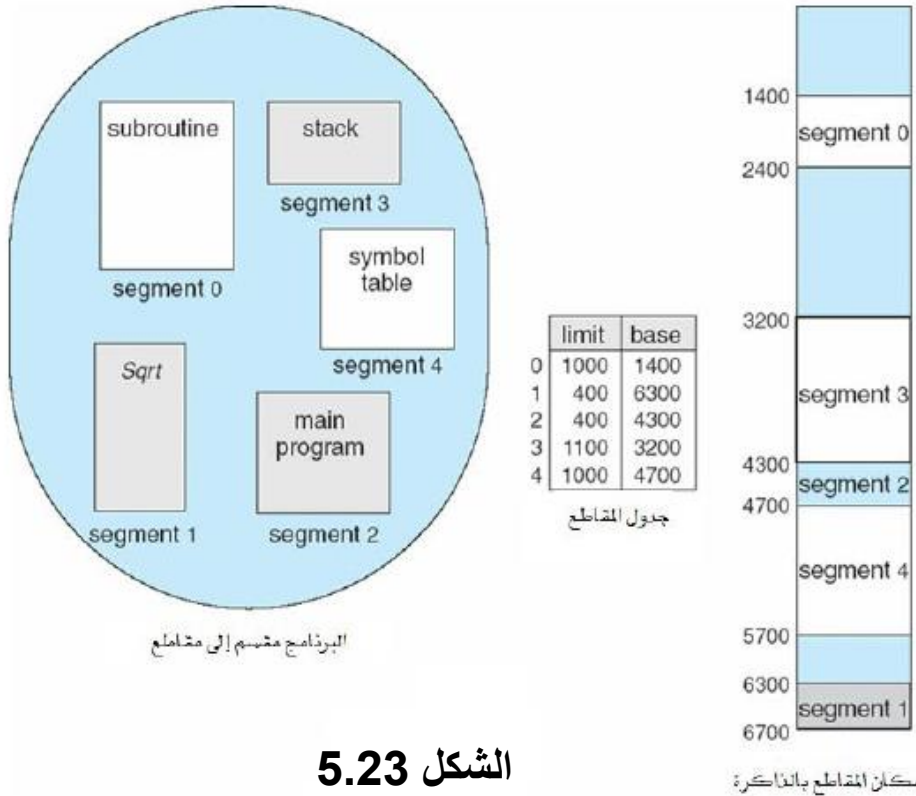 subroutine
segment 0
stack
segment 3
symbol
table
segment 4
Sqrt
segment 1
main
program
segment 2
البرنامج مقسم إلى مقاطع
limit base
0 1000 1400
1 400 6300
2 400 4300
3 1100 3200
4 1000 4700
جدول المقاطع
1400
segment 0
2400
3200
segment 3
4300
segment 2
4700
segment 4
5700
6300
segment 1
6700
مكان المقاطع بالذاكرة
الشكل 5.23